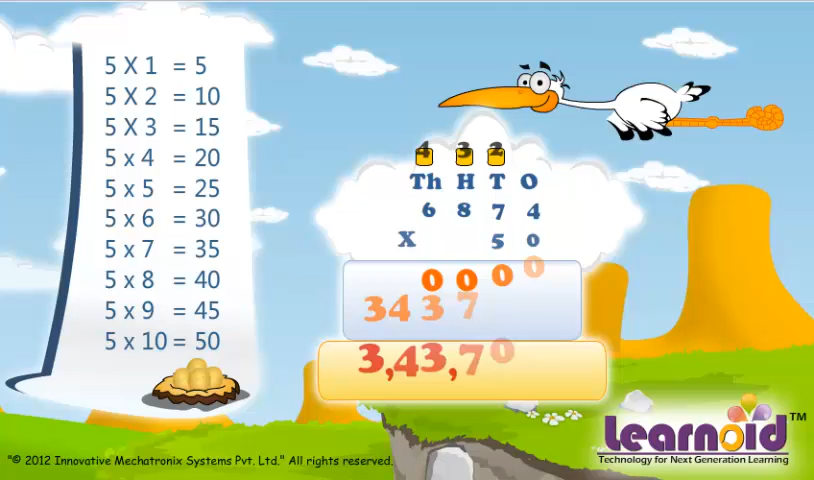 5 X 1 = 5
5 X 2 = 10
5 X 3 = 15
5 x 4 = 20
5 x 5 = 25
5 x 6 = 30
5 x 7 = 35
5 x 8 = 40
5 x 9 = 45
5 x 10 = 50
4 3 2
Th H T O
6 8 7 4
X 5 0
0 0 0 0
3 4 3 7
3,43,70
Learnoid TM
Technology for Next Generation Learning
"© 2012 Innovative Mechatronix Systems Pvt. Ltd." All rights reserved.